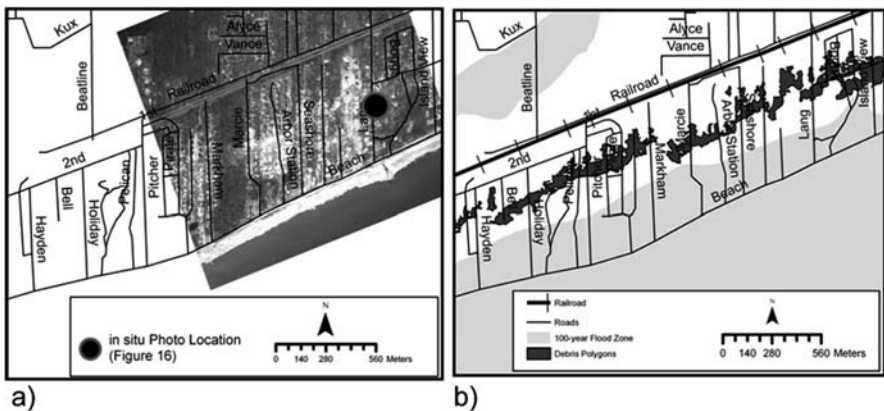 Kux
Beatline
Alyce
Vance
Railroad
2nd
Pitcher
Pelican
Holiday
Bell
Hayden
Markham
Marcie
Arbor Station
Seashore
Lang
Island View
Beach
in situ Photo Location
(Figure 16)
N
0 140 280 560 Meters
a)
Kux
Beatline
Alyce
Vance
Railroad
2nd
Hayden
Holiday
Markham
Station
Lang
Beach
Railroad
Roads
100-year Flood Zone
Debris Polygons
N
0 140 280 560 Meters
b)